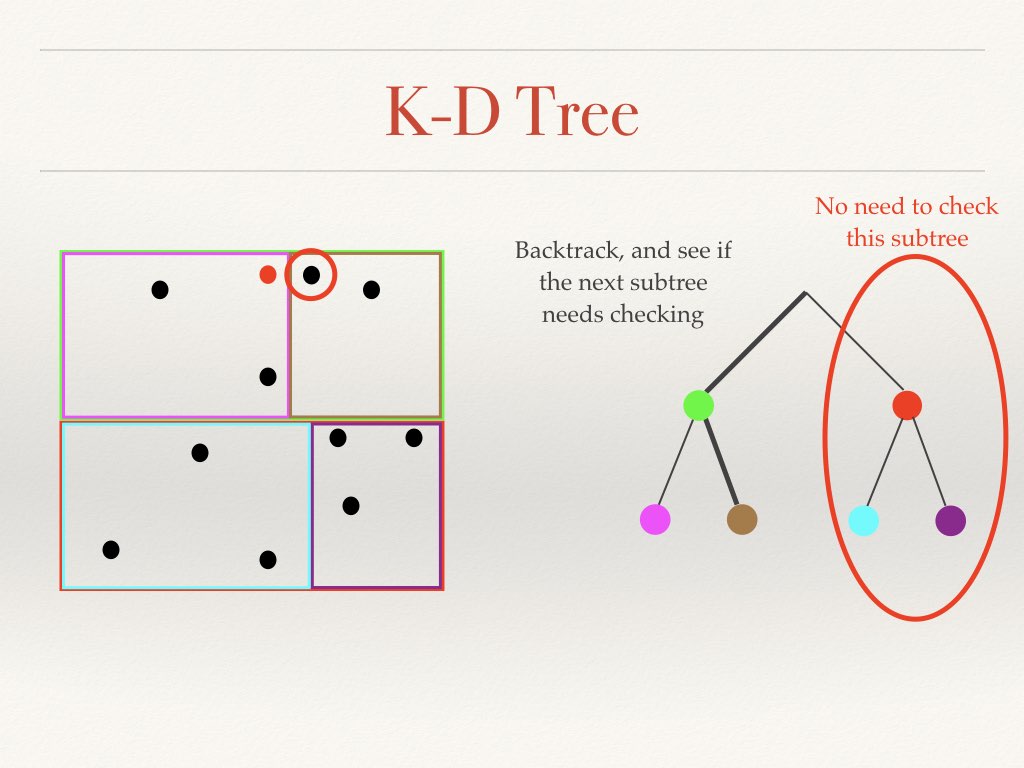 K-D Tree
Backtrack, and see if
the next subtree
needs checking
No need to check
this subtree